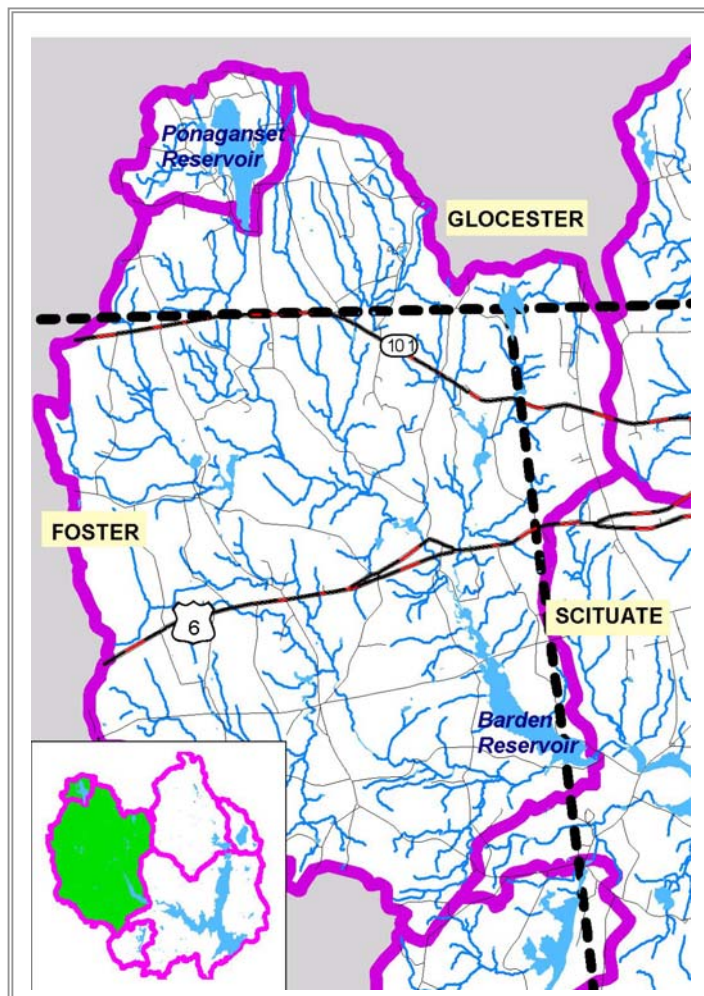 Ponaganset
Reservoir
GLOCESTER
101
FOSTER
6
SCITUATE
Barden
Reservoir